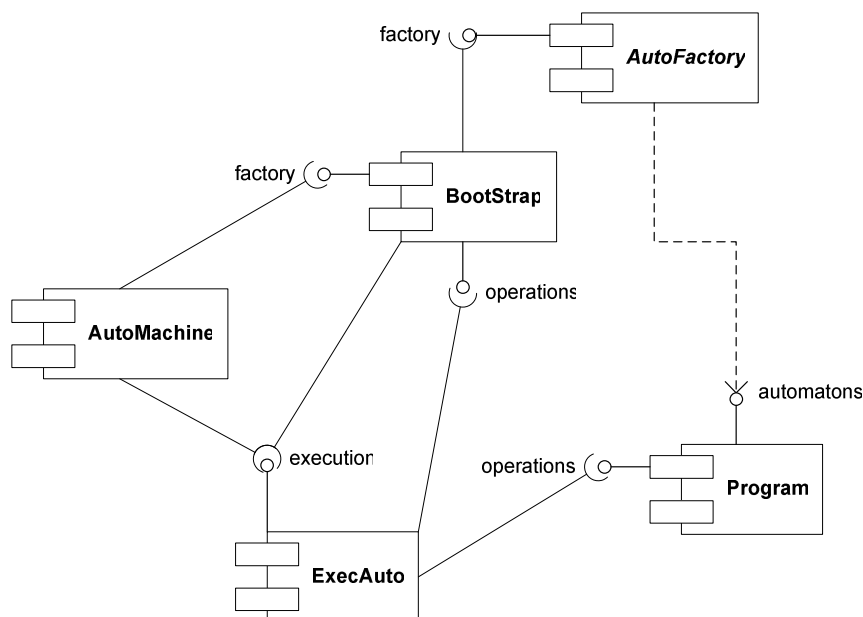 factory
AutoFactory
factory
BootStrap
operations
AutoMachine
automatons
execution
operations
Program
ExecAuto